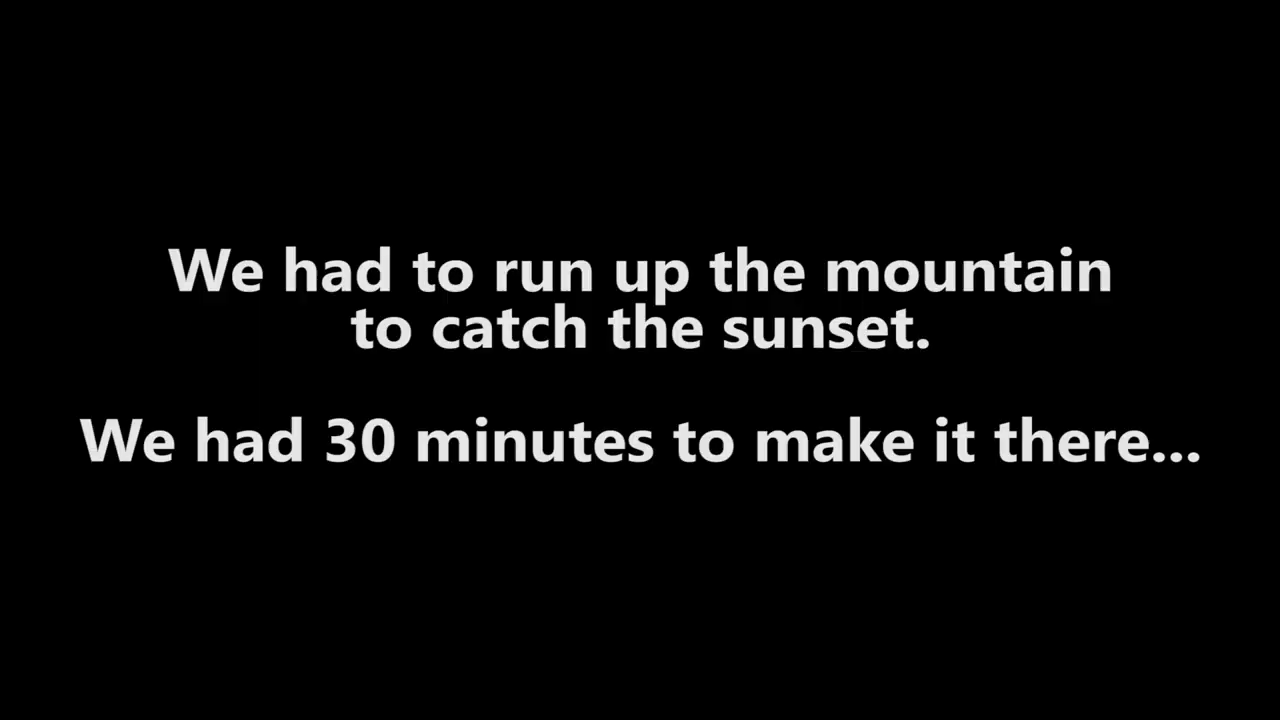 We had to run up the mountain
to catch the sunset.
We had 30 minutes to make it there...